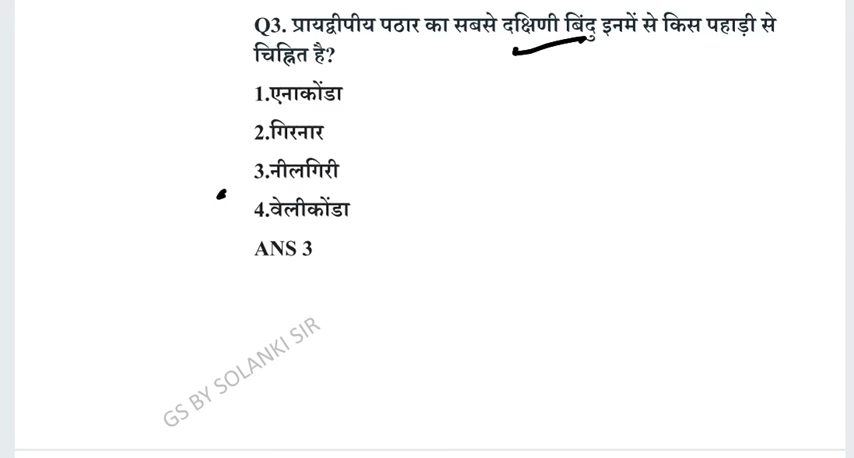 Q3. प्रायद्वीपीय पठार का सबसे दक्षिणी बिंदु इनमें से किस पहाड़ी से
चिह्नित है?
1.एनाकोंडा
2.गिरनार
3.नीलगिरी
4.वेलीकोंडा
ANS 3
GS BY SOLANKI SIR